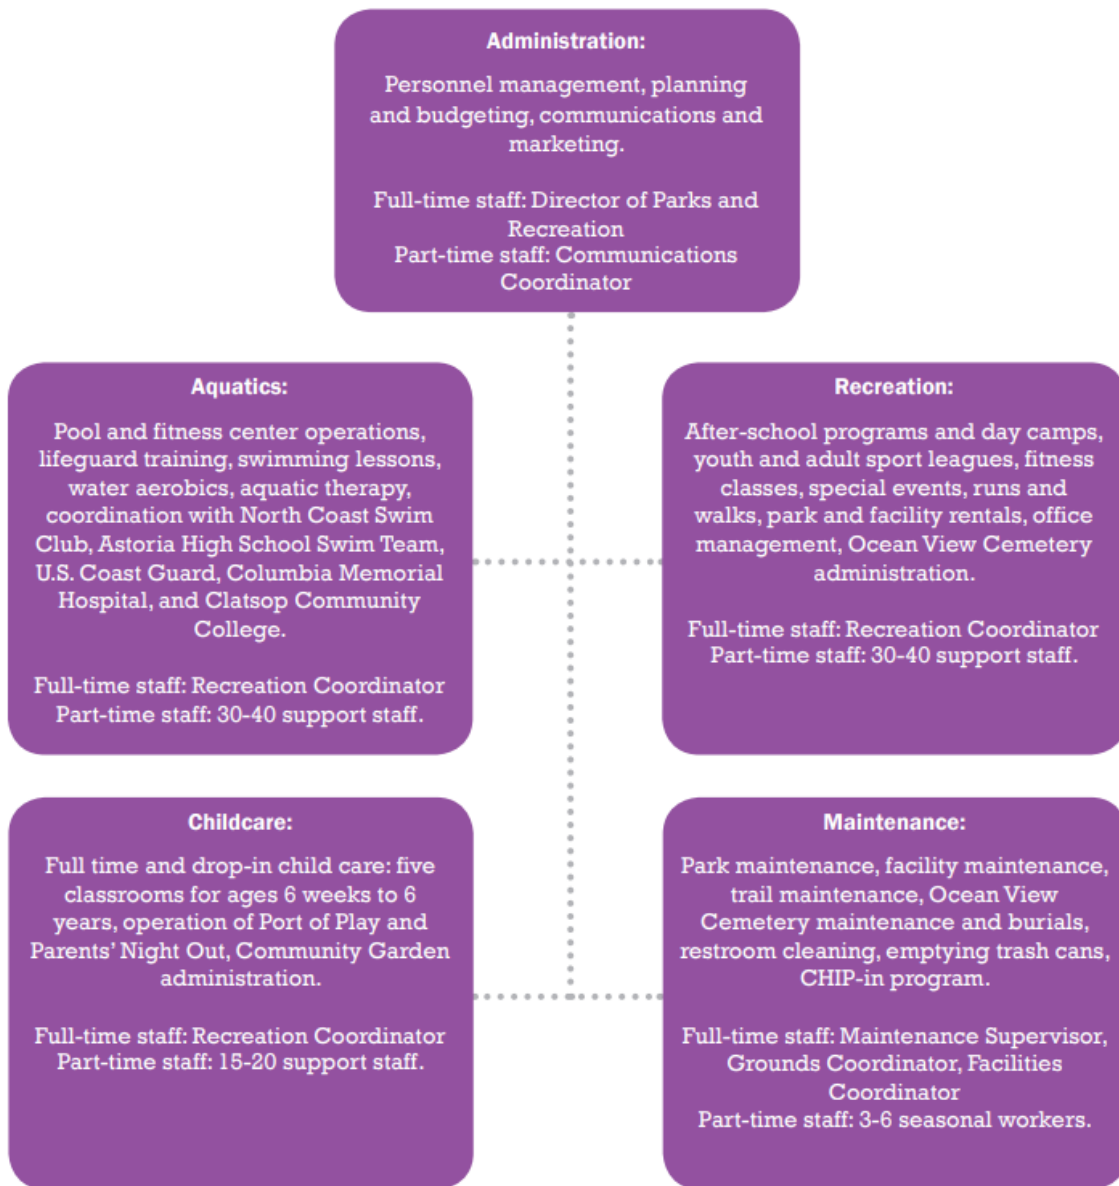 Administration:
Personnel management, planning
and budgeting, communications and
marketing.
Full-time staff: Director of Parks and
Recreation
Part-time staff: Communications
Coordinator
Aquatics:
Pool and fitness center operations,
lifeguard training, swimming lessons,
water aerobics, aquatic therapy,
coordination with North Coast Swim
Club, Astoria High School Swim Team,
U.S. Coast Guard, Columbia Memorial
Hospital, and Clatsop Community
College.
Full-time staff: Recreation Coordinator
Part-time staff: 30-40 support staff.
Recreation:
After-school programs and day camps,
youth and adult sport leagues, fitness
classes, special events, runs and
walks, park and facility rentals, office
management, Ocean View Cemetery
administration.
Full-time staff: Recreation Coordinator
Part-time staff: 30-40 support staff.
Childcare:
Full time and drop-in child care: five
classrooms for ages 6 weeks to 6
years, operation of Port of Play and
Parents' Night Out, Community Garden
administration.
Full-time staff: Recreation Coordinator
Part-time staff: 15-20 support staff.
Maintenance:
Park maintenance, facility maintenance,
trail maintenance, Ocean View
Cemetery maintenance and burials,
restroom cleaning, emptying trash cans,
CHIP-in program.
Full-time staff: Maintenance Supervisor,
Grounds Coordinator, Facilities
Coordinator
Part-time staff: 3-6 seasonal workers.